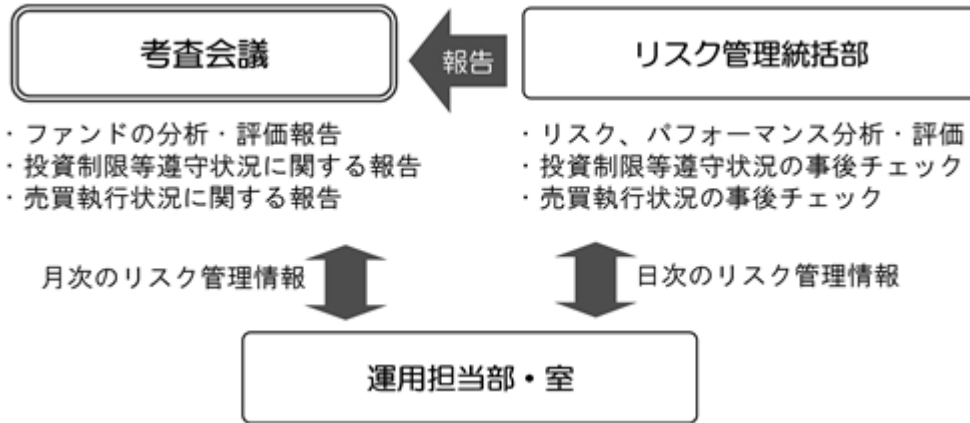 考査会議
報告
リスク管理統括部
・ファンドの分析・評価報告
・投資制限等遵守状況に関する報告
・売買執行状況に関する報告
・リスク、パフォーマンス分析・評価
・投資制限等遵守状況の事後チェック
・売買執行状況の事後チェック
月次のリスク管理情報
日次のリスク管理情報
運用担当部・室